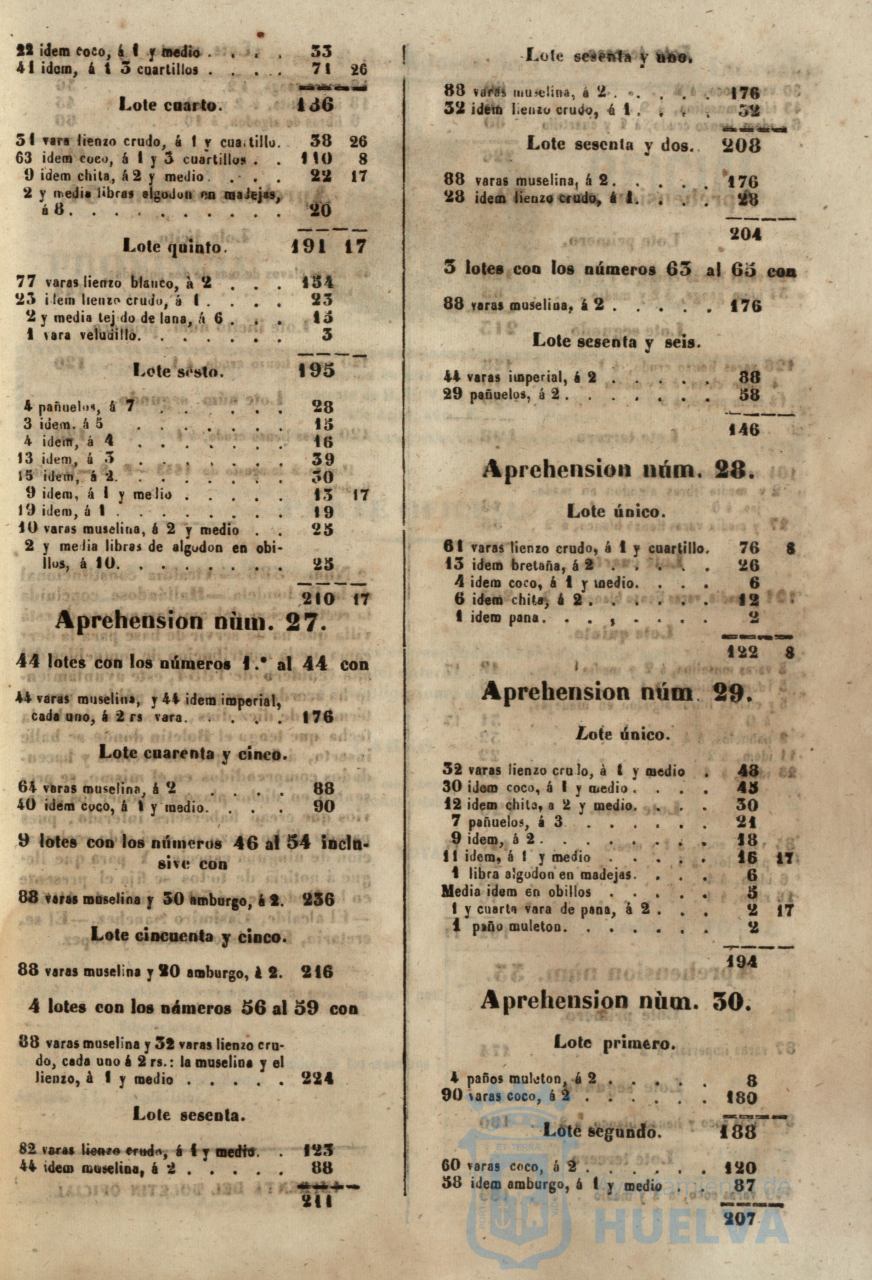 22 idem coco, á 1 y medio . . . . 33
41 idem, á 1 3 cuartillos . . . . 71 26
Lote cuarto. 186
31 vara lienzo crudo, á 1 y cuartillo. 38 26
63 idem coco, á 1 y 3 cuartillos . . 110 8
9 idem chita, á 2 y medio. . . . 22 17
2 y media libras algodon en madejas,
á 8. . . . . . . . . . 20
Lote quinto. 191 17
77 varas lienzo blanco, à 2 . . . 154
23 idem lienzo crudo, á 1 . . . . 23
2 y media tejido de lana, á 6 . . . 15
1 vara veludillo. . . . . . . 3
Lote sesto. 195
4 pañuelos, á 7 . . . . . . 28
3 idem. á 5 . . . . . . . 15
4 idem, á 4 . . . . . . . 16
13 idem, á 3 . . . . . . . 39
15 idem, á 2. . . . . . . 30
9 idem, á 1 y medio . . . . . 13 17
19 idem, á 1 . . . . . . . 19
10 varas muselina, á 2 y medio . . 25
2 y media libras de algodon en obi-
llos, á 10. . . . . . . . 25
210 17
Aprehension nùm. 27.
44 lotes con los números 1.º al 44 con
44 varas muselina, y 44 idem imperial,
cada uno, á 2 rs vara. . . . . . 176
Lote cuarenta y cinco.
64 varas muselina, á 2 . . . . 88
40 idem coco, á 1 y medio. . . . 90
9 lotes con los números 46 al 54 inclu-
sive con
88 varas muselina y 30 amburgo, á 2. 236
Lote cincuenta y cinco.
88 varas muselina y 20 amburgo, à 2. 216
4 lotes con los números 56 al 59 con
88 varas muselina y 32 varas lienzo cru-
do, cada uno á 2 rs.: la muselina y el
lienzo, à 1 y medio . . . . . 224
Lote sesenta.
82 varas lienzo crudo, á 1 y medio. . 123
44 idem muselina, á 2 . . . . . 88
211
Lote sesenta y uno.
88 varas muselina, á 2 . . . . . . 176
32 idem lienzo crudo, á 1 . . . . 32
Lote sesenta y dos. 208
88 varas muselina, á 2 . . . . . 176
28 idem lienzo crudo, á 1. . . . 28
204
3 lotes con los números 63 al 65 con
88 varas muselina, á 2 . . . . . 176
Lote sesenta y seis.
44 varas imperial, á 2 . . . . . 88
29 pañuelos, á 2 . . . . . . . 58
146
Aprehension núm. 28.
Lote único.
61 varas lienzo crudo, á 1 y cuartillo. 76 8
13 idem bretaña, á 2 . . . . . 26
4 idem coco, á 1 y medio. . . . 6
6 idem chita, á 2 . . . . . . 12
1 idem pana. . . , . . . . 2
122 8
Aprehension núm. 29.
Lote único.
32 varas lienzo crudo, à 1 y medio . 48
30 idem coco, á 1 y medio . . . . 45
12 idem chita, a 2 y medio. . . . 30
7 pañuelos, á 3 . . . . . . 21
9 idem, á 2 . . . . . . . . 18
11 idem, á 1 y medio . . . . . 16 17
1 libra algodon en madejas. . . . 6
Media idem en obillos . . . . . 5
1 y cuarta vara de pana, á 2 . . . 2 17
1 paño muleton. . . . . . . 2
194
Aprehension nùm. 30.
Lote primero.
4 paños muleton, á 2 . . . . . 8
90 varas coco, á 2 . . . . . . 180
Lote segundo. 188
60 varas coco, á 2 . . . . . . 120
58 idem amburgo, á 1 y medio . . 87
207
Ayuntamiento de
HUELVA